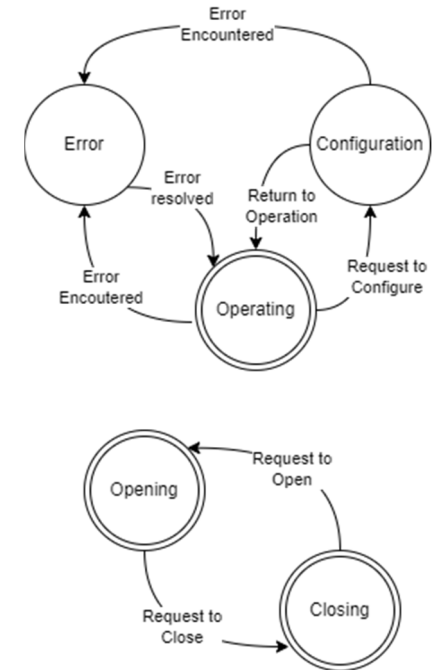 Error
Encountered
Error
Configuration
Error
resolved
Return to
Operation
Error
Encoutered
Request to
Configure
Operating
Opening
Request to
Open
Request to
Close
Closing